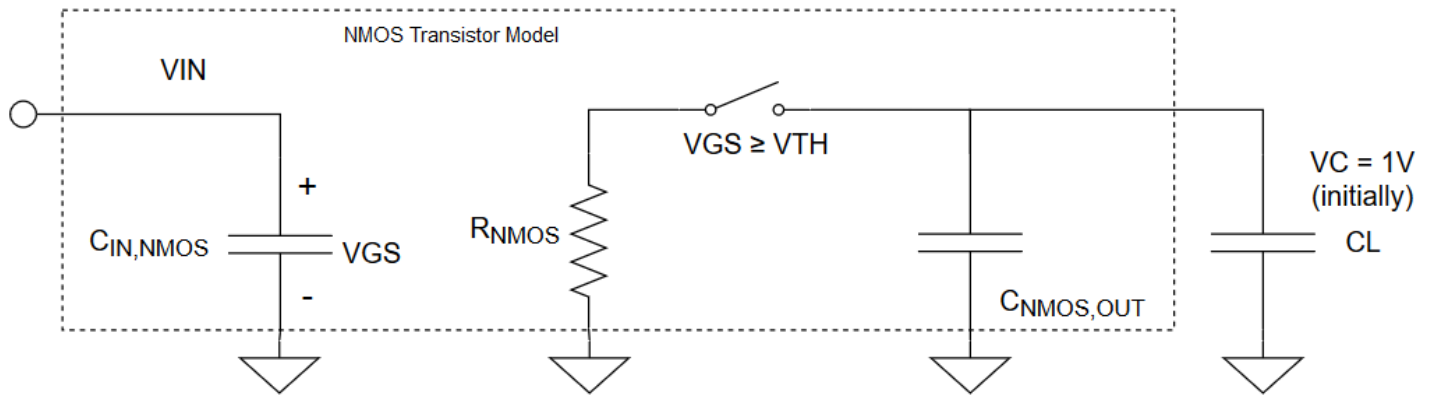 NMOS Transistor Model
VIN
VGS ≥ VTH
VC = 1V
(initially)
+
RNMOS
CIN,NMOS
VGS
CL
-
CNMOS,OUT